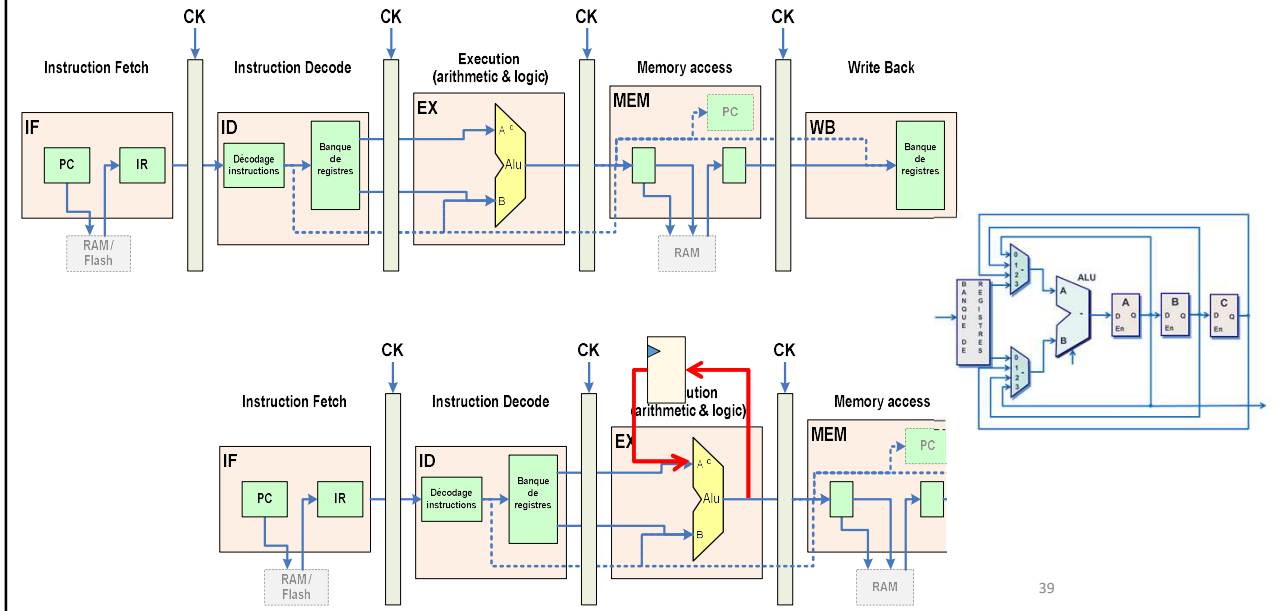 CK
CK
CK
CK
Instruction Fetch
Instruction Decode
Execution
(arithmetic & logic)
Memory access
Write Back
IF
PC
IR
RAM/
Flash
ID
Décodage
instructions
Banque
de
registres
EX
A c
Alu
B
MEM
PC
RAM
WB
Banque
de
registres
BANQUE DE
REGISTRES
0
1
2
3
0
1
2
3
ALU
A
B
-
A
D Q
En
B
D Q
En
C
D Q
En
CK
CK
CK
Instruction Fetch
Instruction Decode
ution
(arithmetic & logic)
Memory access
IF
PC
IR
RAM/
Flash
ID
Décodage
instructions
Banque
de
registres
EX
A c
Alu
B
MEM
PC
RAM
39